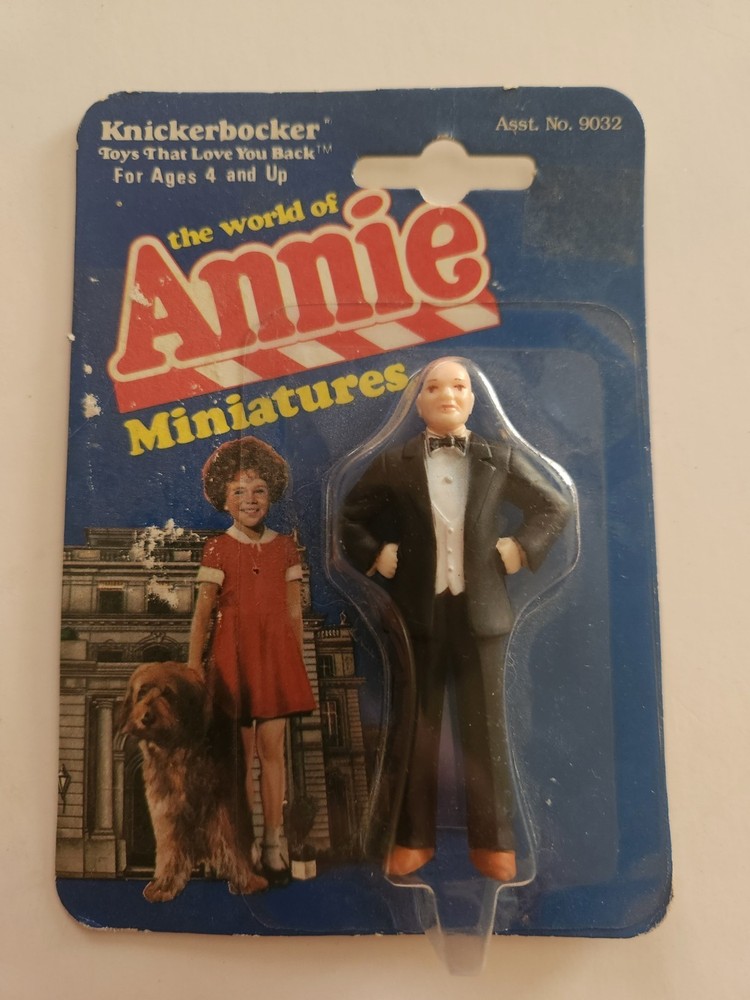 Knickerbocker™
Toys That Love You Back™
For Ages 4 and Up
Asst. No. 9032
the world of
Annie
Miniatures